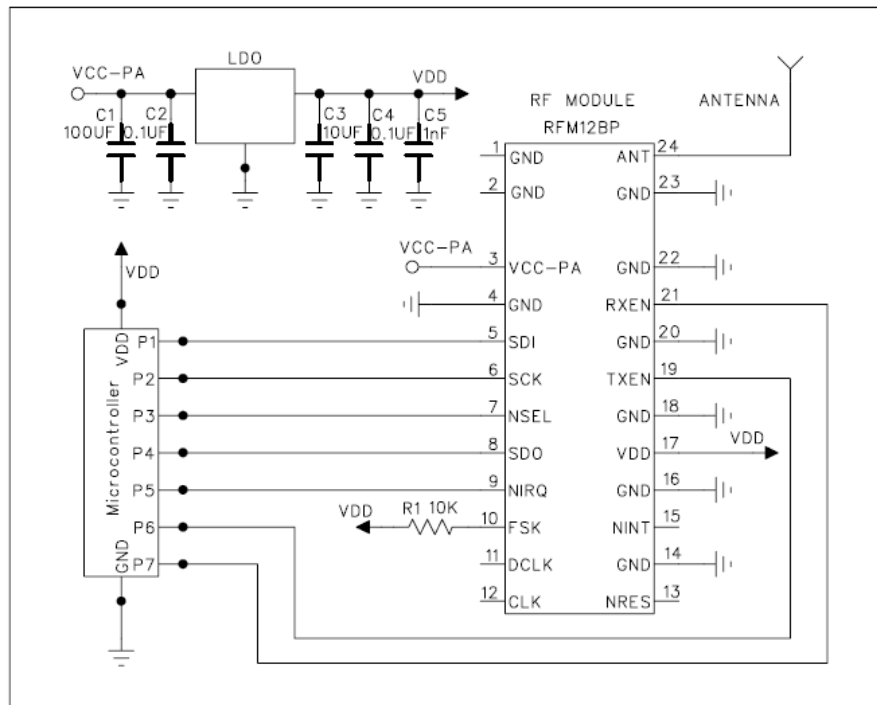 LDO
VCC-PA
VDD
C1
100UF
C2
0.1UF
C3
10UF
C4
0.1UF
C5
1nF
RF MODULE
RFM12BP
ANTENNA
1 GND
2 GND
VCC-PA
3 VCC-PA
4 GND
5 SDI
6 SCK
7 NSEL
8 SDO
9 NIRQ
VDD
R1 10K
10 FSK
11 DCLK
12 CLK
ANT 24
GND 23
GND 22
RXEN 21
GND 20
TXEN 19
GND 18
VDD 17
VDD
GND 16
NINT 15
GND 14
NRES 13
VDD
VDD
Microcontroller
GND
P1
P2
P3
P4
P5
P6
P7